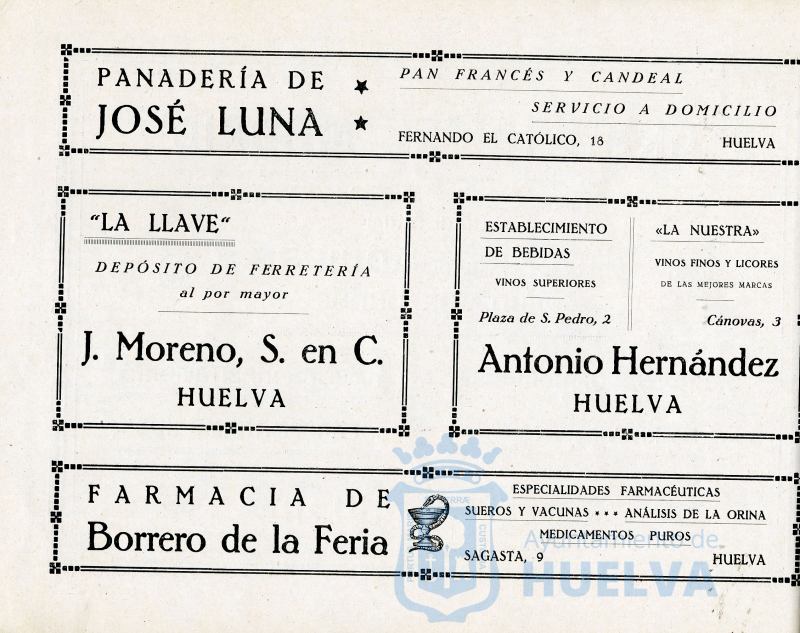 PANADERÍA DE
JOSÉ LUNA
PAN FRANCÉS Y CANDEAL
SERVICIO A DOMICILIO
FERNANDO EL CATÓLICO, 18 HUELVA
"LA LLAVE"
DEPÓSITO DE FERRETERÍA
al por mayor
J. Moreno, S. en C.
HUELVA
ESTABLECIMIENTO
DE BEBIDAS
VINOS SUPERIORES
Plaza de S. Pedro, 2
«LA NUESTRA»
VINOS FINOS Y LICORES
DE LAS MEJORES MARCAS
Cánovas, 3
Antonio Hernández
HUELVA
FARMACIA DE
Borrero de la Feria
ESPECIALIDADES FARMACÉUTICAS
SUEROS Y VACUNAS *** ANÁLISIS DE LA ORINA
MEDICAMENTOS PUROS
SAGASTA, 9 HUELVA
Ayuntamiento de
HUELVA